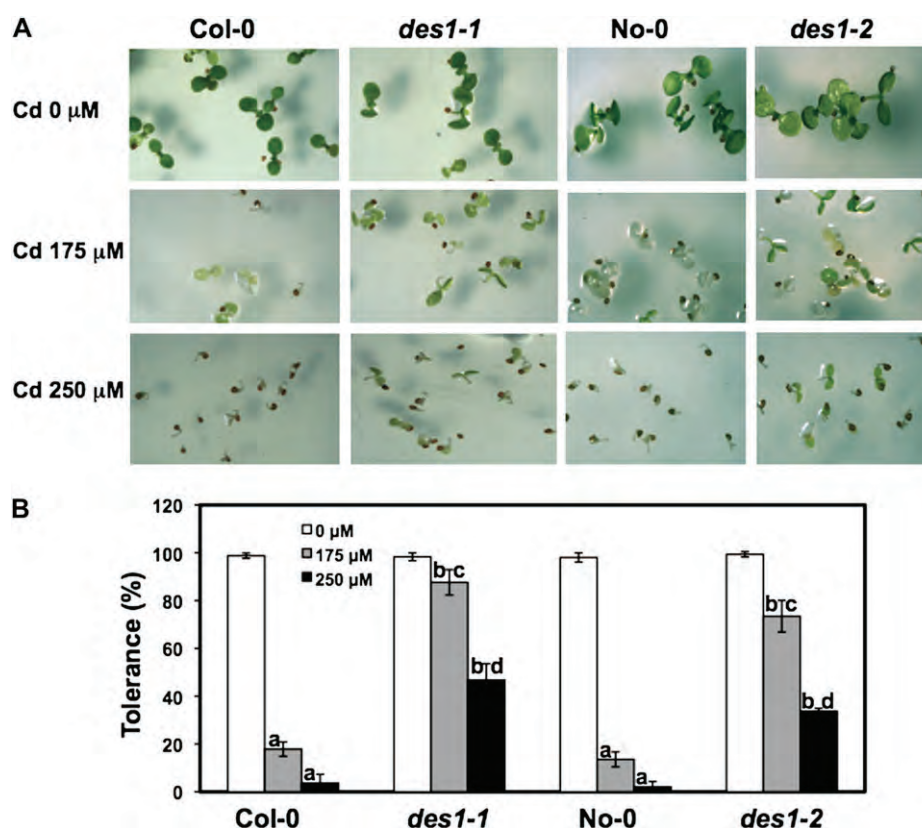 A
Col-0 des1-1 No-0 des1-2
Cd 0 µM
Cd 175 µM
Cd 250 µM
B
120
100
80
60
40
20
0
Tolerance (%)
0 µM
175 µM
250 µM
a
a
b c
b d
a
a
b c
b d
Col-0 des1-1 No-0 des1-2